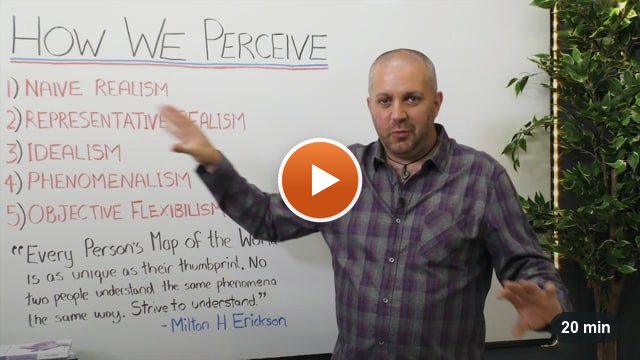 HOW WE PERCEIVE
1) NAIVE REALISM
2) REPRESENTATIVE REALISM
3) IDEALISM
4) PHENOMENALISM
5) OBJECTIVE FLEXIBILISM
"EVERY PERSON'S MAP OF THE WORLD
IS AS UNIQUE AS THEIR THUMBPRINT. NO
TWO PEOPLE UNDERSTAND THE SAME PHENOMENA
THE SAME WAY. STRIVE TO UNDERSTAND."
- MILTON H ERICKSON
20 min